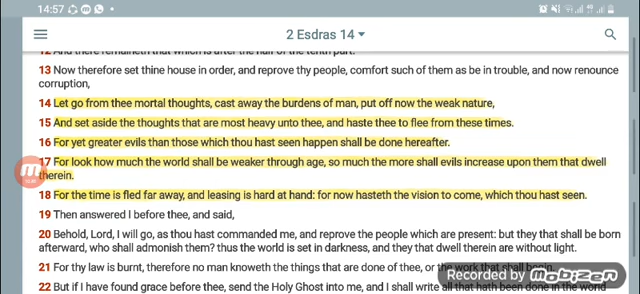 14:57
2 Esdras 14
12 And there remaineth that which is after the half of the tenth part.
13 Now therefore set thine house in order, and reprove thy people, comfort such of them as be in trouble, and now renounce
corruption,
14 Let go from thee mortal thoughts, cast away the burdens of man, put off now the weak nature,
15 And set aside the thoughts that are most heavy unto thee, and haste thee to flee from these times.
16 For yet greater evils than those which thou hast seen happen shall be done hereafter.
17 For look how much the world shall be weaker through age, so much the more shall evils increase upon them that dwell
therein.
18 For the time is fled far away, and leasing is hard at hand: for now hasteth the vision to come, which thou hast seen.
19 Then answered I before thee, and said,
20 Behold, Lord, I will go, as thou hast commanded me, and reprove the people which are present: but they that shall be born
afterward, who shall admonish them? thus the world is set in darkness, and they that dwell therein are without light.
21 For thy law is burnt, therefore no man knoweth the things that are done of thee, or the work that shall begin.
22 But if I have found grace before thee, send the Holy Ghost into me, and I shall write all that hath been done in the
Recorded by Mobizen